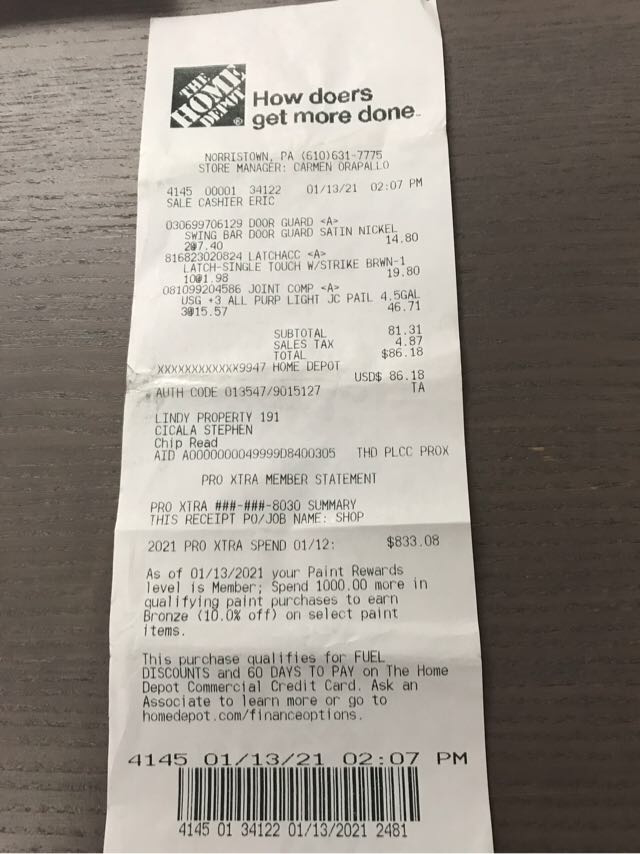 THE
HOME
DEPOT
®
How doers
get more done.
NORRISTOWN, PA (610)631-7775
STORE MANAGER: CARMEN ORAPALLO
4145 00001 34122 01/13/21 02:07 PM
SALE CASHIER ERIC
030699706129 DOOR GUARD <A>
SWING BAR DOOR GUARD SATIN NICKEL
2@7.40 14.80
816823020824 LATCHACC <A>
LATCH-SINGLE TOUCH W/STRIKE BRWN-1
10@1.98 19.80
081099204586 JOINT COMP <A>
USG +3 ALL PURP LIGHT JC PAIL 4.5GAL
3@15.57 46.71
SUBTOTAL 81.31
SALES TAX 4.87
TOTAL $86.18
XXXXXXXXXXXX9947 HOME DEPOT
USD$ 86.18
AUTH CODE 013547/9015127 TA
LINDY PROPERTY 191
CICALA STEPHEN
Chip Read
AID A0000000049999D8400305 THD PLCC PROX
PRO XTRA MEMBER STATEMENT
PRO XTRA ###-###-8030 SUMMARY
THIS RECEIPT PO/JOB NAME: SHOP
2021 PRO XTRA SPEND 01/12: $833.08
As of 01/13/2021 your Paint Rewards
level is Member; Spend 1000.00 more in
qualifying paint purchases to earn
Bronze (10.0% off) on select paint
items.
This purchase qualifies for FUEL
DISCOUNTS and 60 DAYS TO PAY on The Home
Depot Commercial Credit Card. Ask an
Associate to learn more or go to
homedepot.com/financeoptions.
4145 01/13/21 02:07 PM
4145 01 34122 01/13/2021 2481